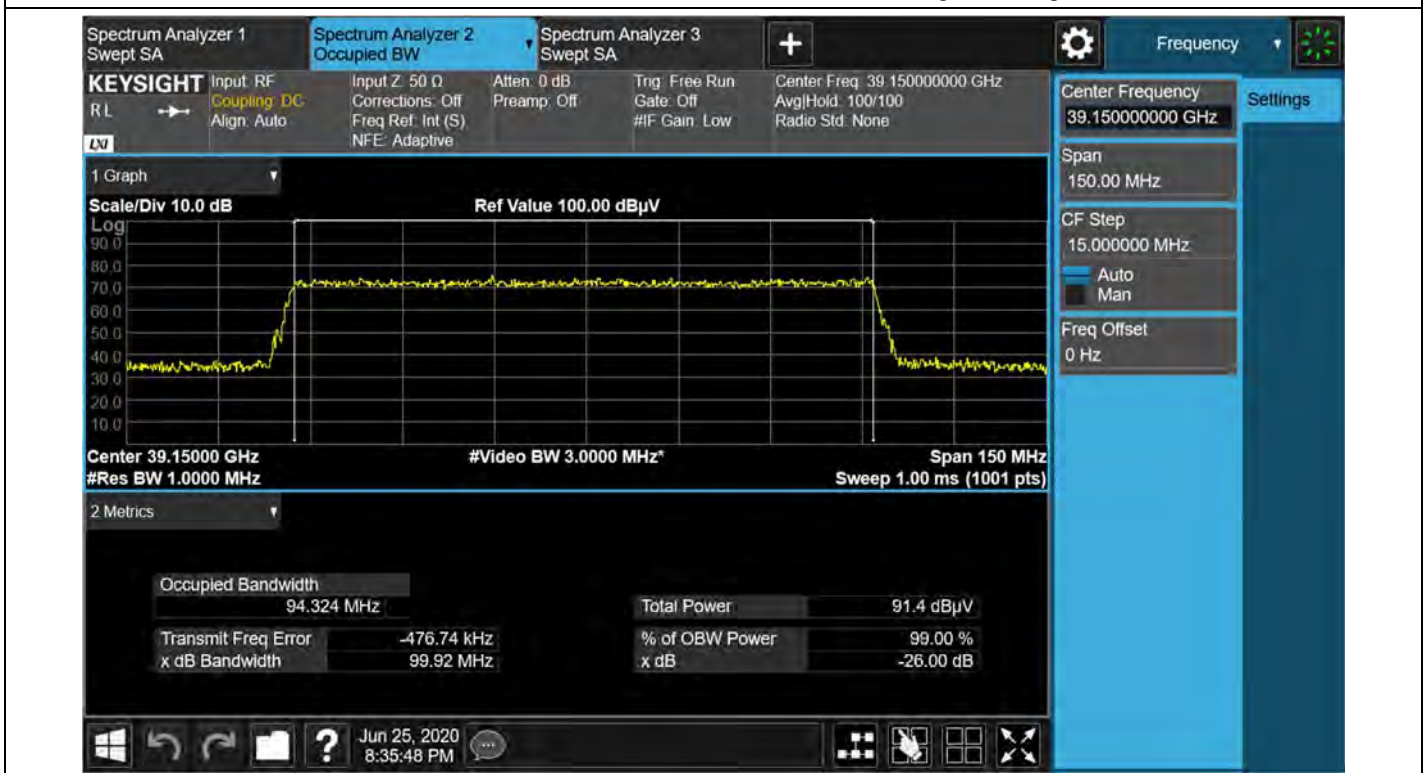 Spectrum Analyzer 1
Swept SA
Spectrum Analyzer 2
Occupied BW
Spectrum Analyzer 3
Swept SA
+
Frequency
KEYSIGHT
RL
LXI
Input: RF
Coupling: DC
Align: Auto
Input Z: 50 Ω
Corrections: Off
Freq Ref: Int (S)
NFE: Adaptive
Atten: 0 dB
Preamp: Off
Trig: Free Run
Gate: Off
#IF Gain: Low
Center Freq: 39.150000000 GHz
Avg|Hold: 100/100
Radio Std: None
Center Frequency
39.150000000 GHz
Settings
Span
150.00 MHz
CF Step
15.000000 MHz
Auto
Man
Freq Offset
0 Hz
1 Graph
Scale/Div 10.0 dB
Ref Value 100.00 dBµV
Log
90.0
80.0
70.0
60.0
50.0
40.0
30.0
20.0
10.0
Center 39.15000 GHz
#Video BW 3.0000 MHz*
Span 150 MHz
#Res BW 1.0000 MHz
Sweep 1.00 ms (1001 pts)
2 Metrics
Occupied Bandwidth
94.324 MHz
Total Power 91.4 dBµV
Transmit Freq Error -476.74 kHz
% of OBW Power 99.00 %
x dB Bandwidth 99.92 MHz
x dB -26.00 dB
?
Jun 25, 2020
8:35:48 PM